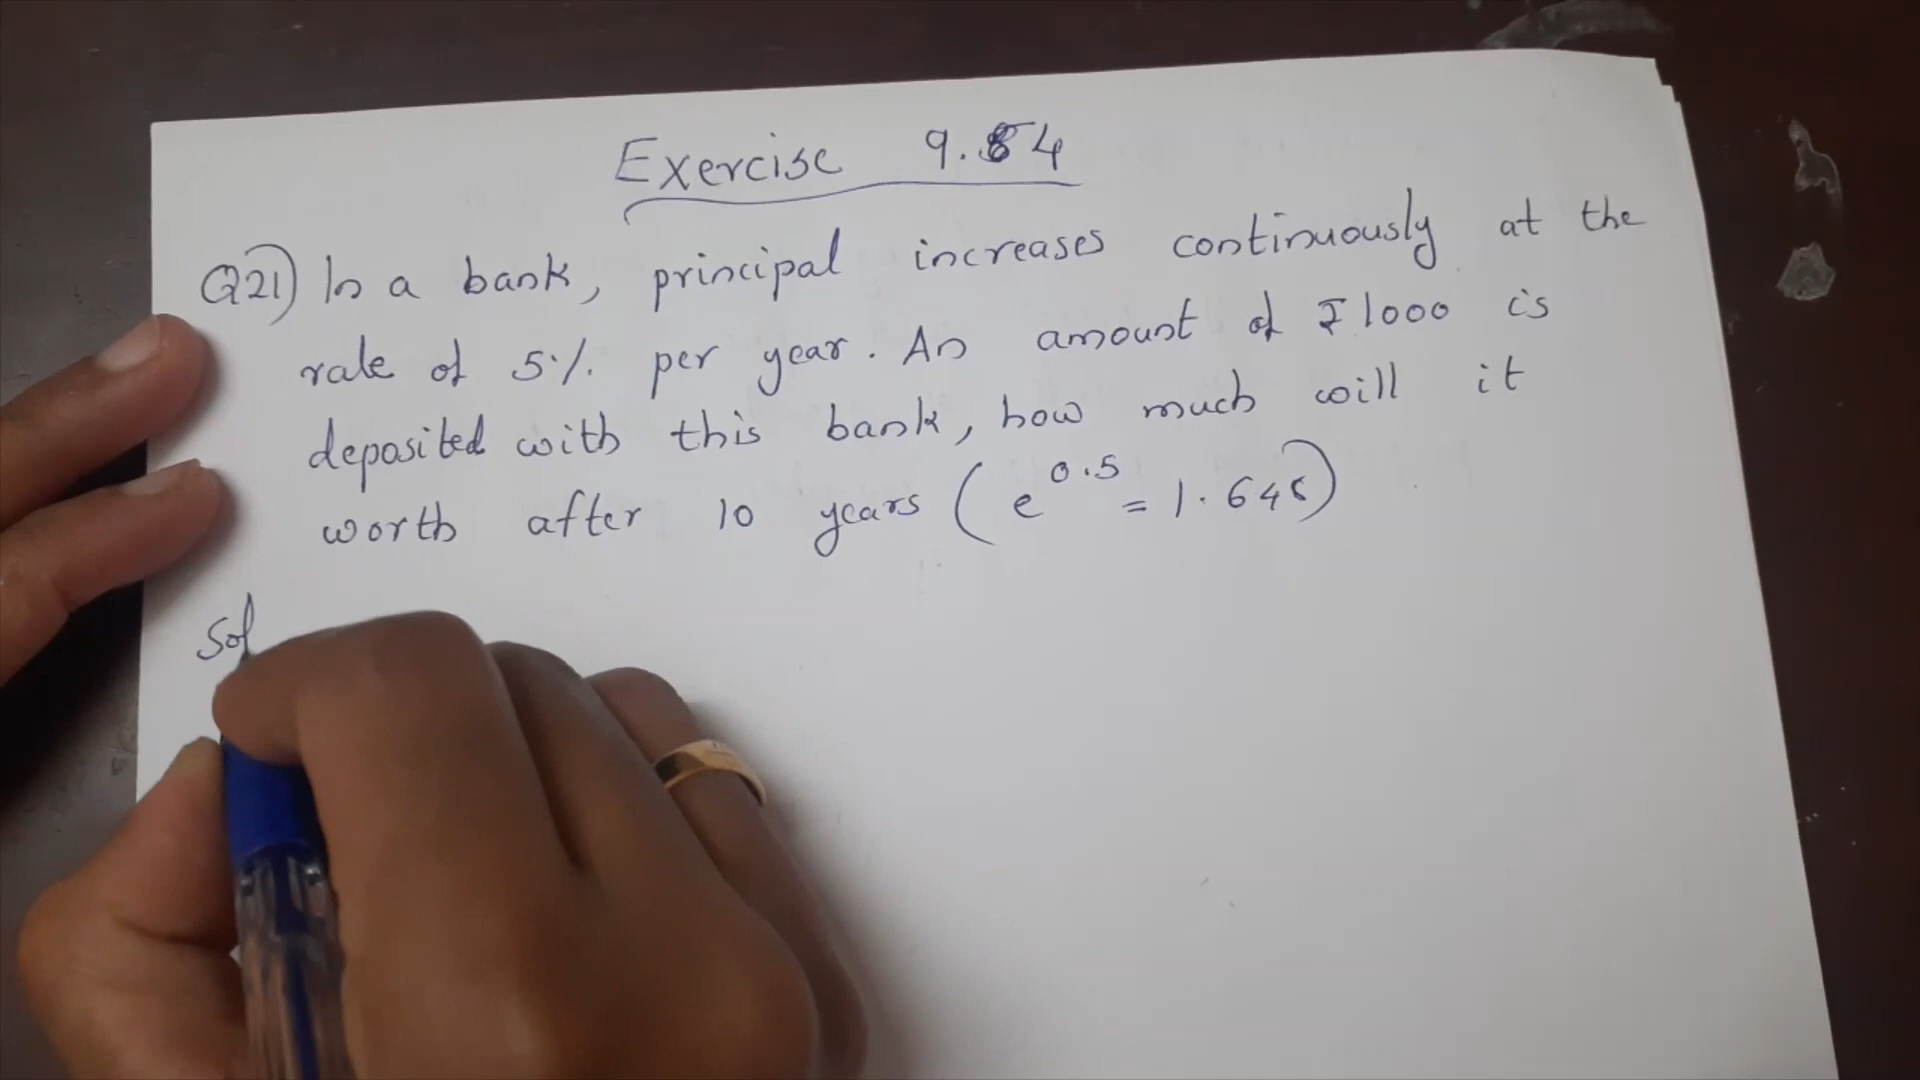 Exercise 9.4
Q21) In a bank, principal increases continuously at the
rate of 5% per year. An amount of ₹1000 is
deposited with this bank, how much will it
worth after 10 years (e^0.5 = 1.648)
Sol